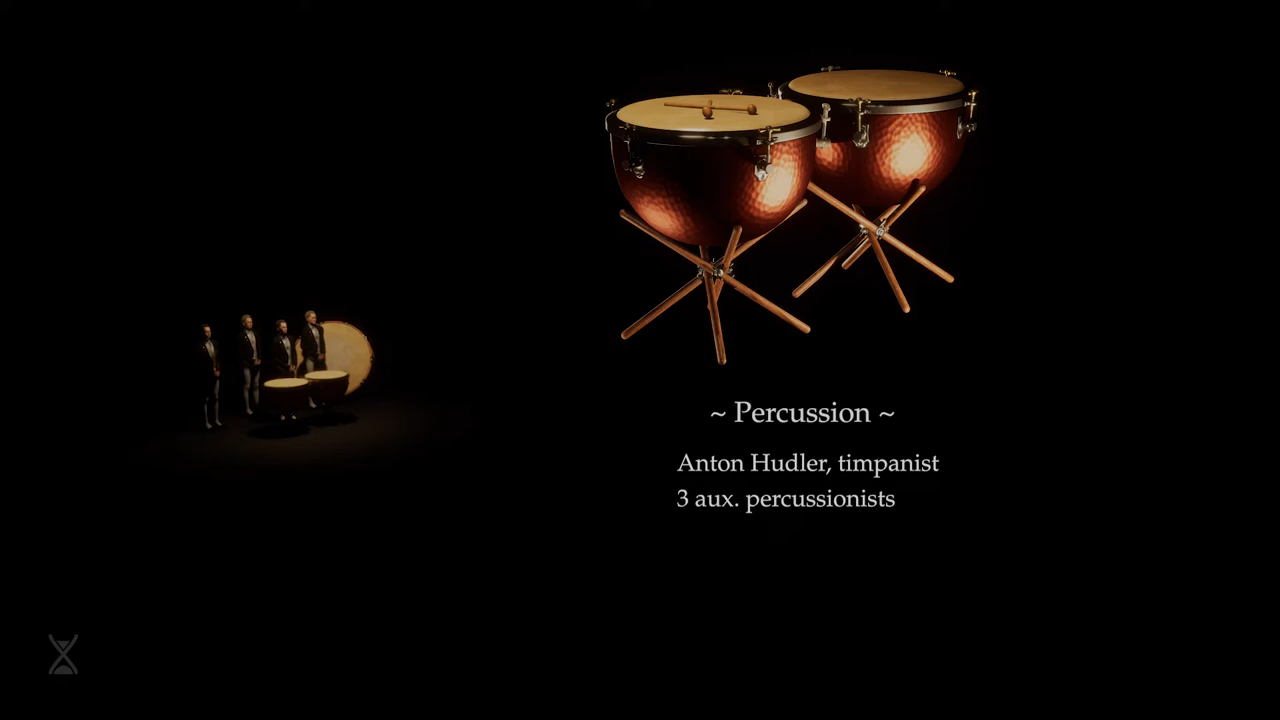 ~ Percussion ~
Anton Hudler, timpanist
3 aux. percussionists